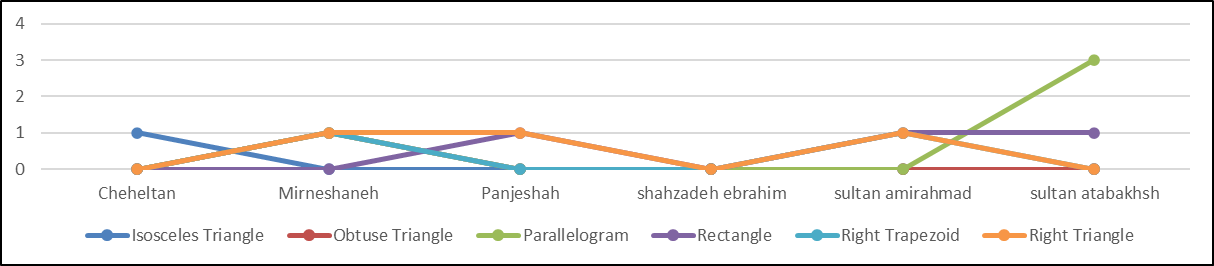 4
3
2
1
0
Cheheltan Mirneshaneh Panjeshah shahzadeh ebrahim sultan amirahmad sultan atabakhsh
Isosceles Triangle Obtuse Triangle Parallelogram Rectangle Right Trapezoid Right Triangle